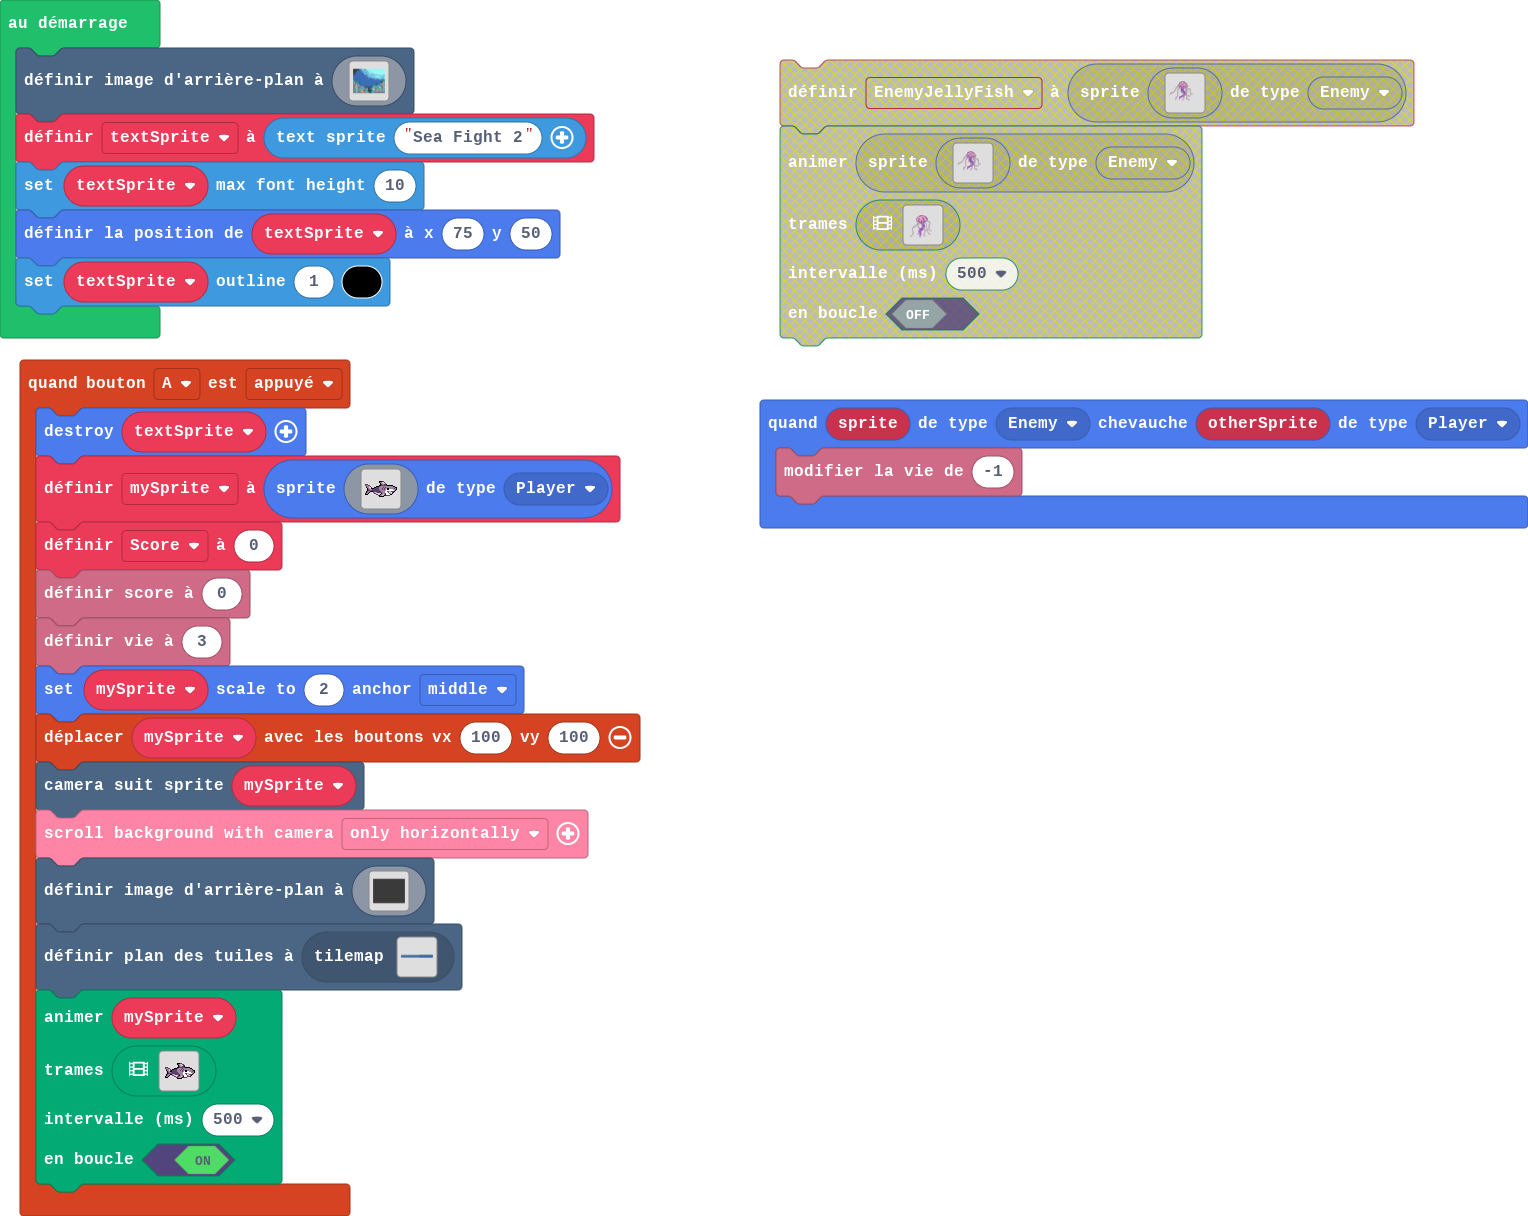 au démarrage
définir image d'arrière-plan à
définir textSprite à text sprite "Sea Fight 2"
set textSprite max font height 10
définir la position de textSprite à x 75 y 50
set textSprite outline 1
quand bouton A est appuyé
destroy textSprite
définir mySprite à sprite de type Player
définir Score à 0
définir score à 0
définir vie à 3
set mySprite scale to 2 anchor middle
déplacer mySprite avec les boutons vx 100 vy 100
camera suit sprite mySprite
scroll background with camera only horizontally
définir image d'arrière-plan à
définir plan des tuiles à tilemap
animer mySprite
trames
intervalle (ms) 500
en boucle ON
définir EnemyJellyFish à sprite de type Enemy
animer sprite de type Enemy
trames
intervalle (ms) 500
en boucle OFF
quand sprite de type Enemy chevauche otherSprite de type Player
modifier la vie de -1